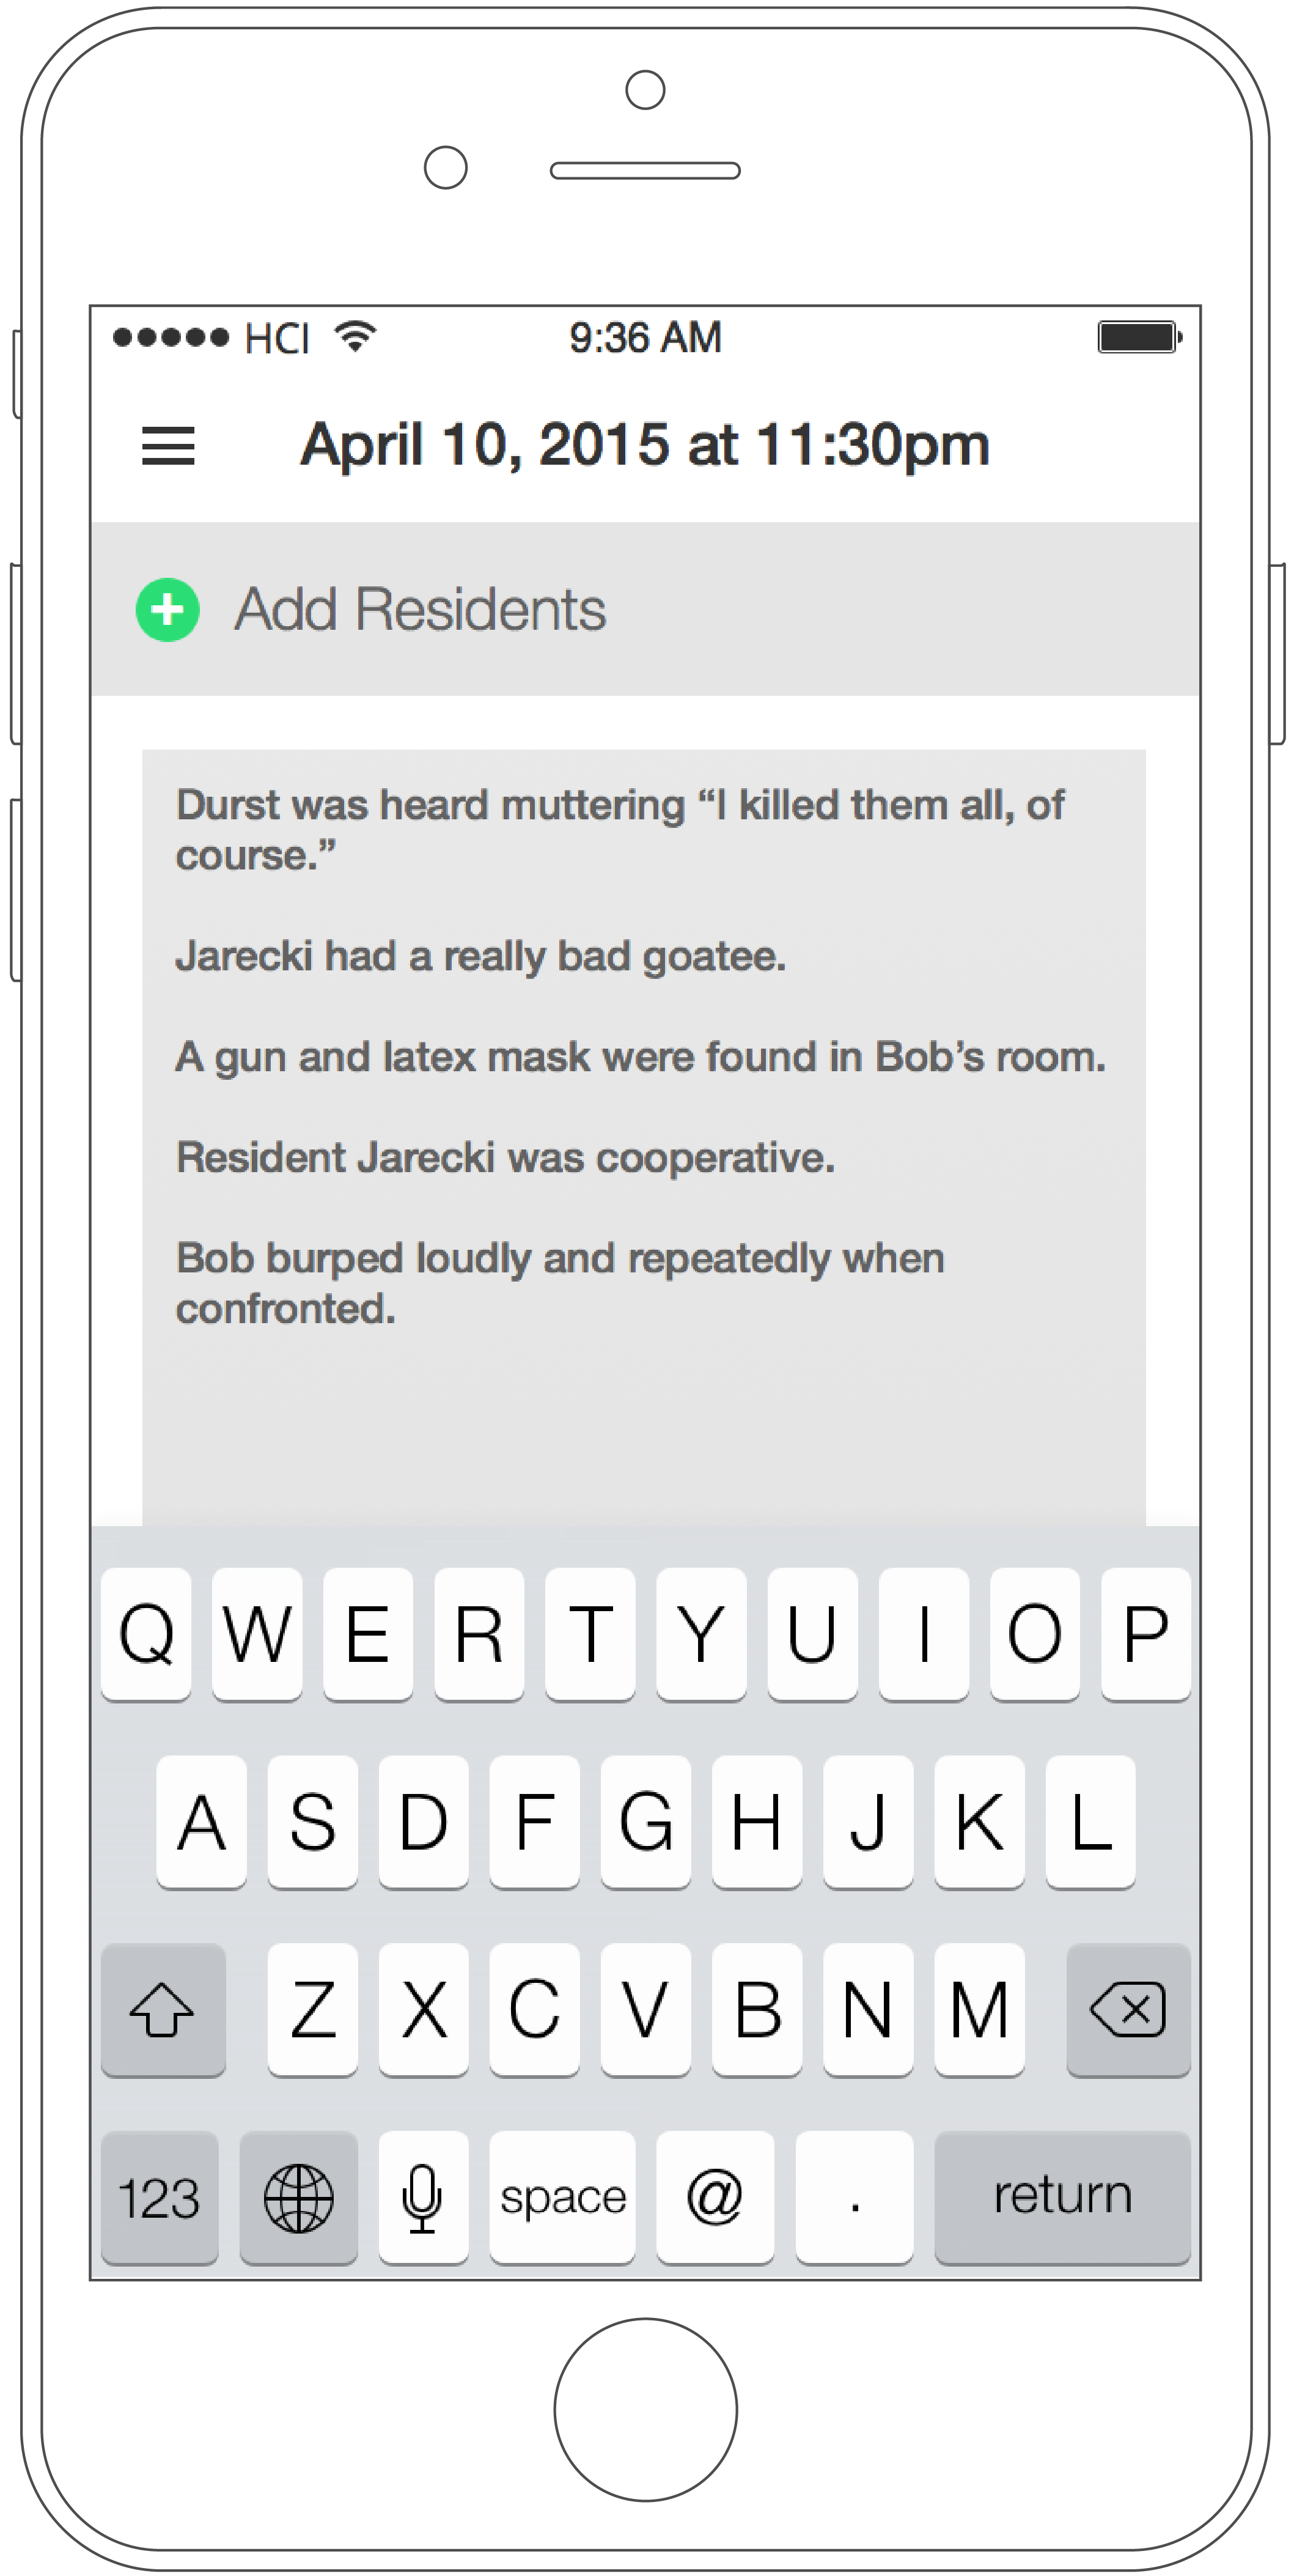 HCI 9:36 AM
April 10, 2015 at 11:30pm
Add Residents
Durst was heard muttering “I killed them all, of
course.”
Jarecki had a really bad goatee.
A gun and latex mask were found in Bob’s room.
Resident Jarecki was cooperative.
Bob burped loudly and repeatedly when
confronted.
Q W E R T Y U I O P
A S D F G H J K L
Z X C V B N M
123 space @ . return